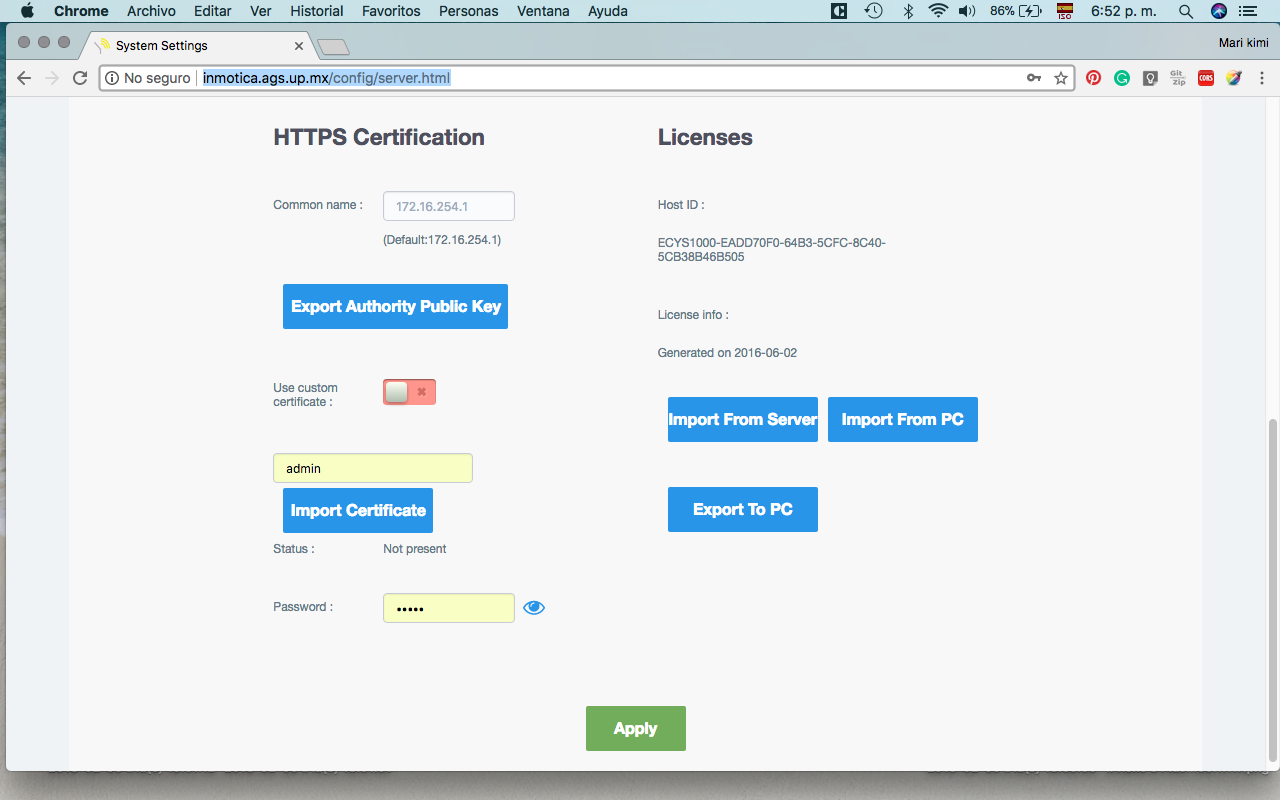 Chrome Archivo Editar Ver Historial Favoritos Personas Ventana Ayuda 86% ISO 6:52 p. m.
System Settings
Mari kimi
No seguro inmotica.ags.up.mx/config/server.html Git Zip CORS
HTTPS Certification
Common name : 172.16.254.1
(Default:172.16.254.1)
Export Authority Public Key
Use custom
certificate :
admin
Import Certificate
Status : Not present
Password : •••••
Licenses
Host ID :
ECYS1000-EADD70F0-64B3-5CFC-8C40-
5CB38B46B505
License info :
Generated on 2016-06-02
Import From Server Import From PC
Export To PC
Apply